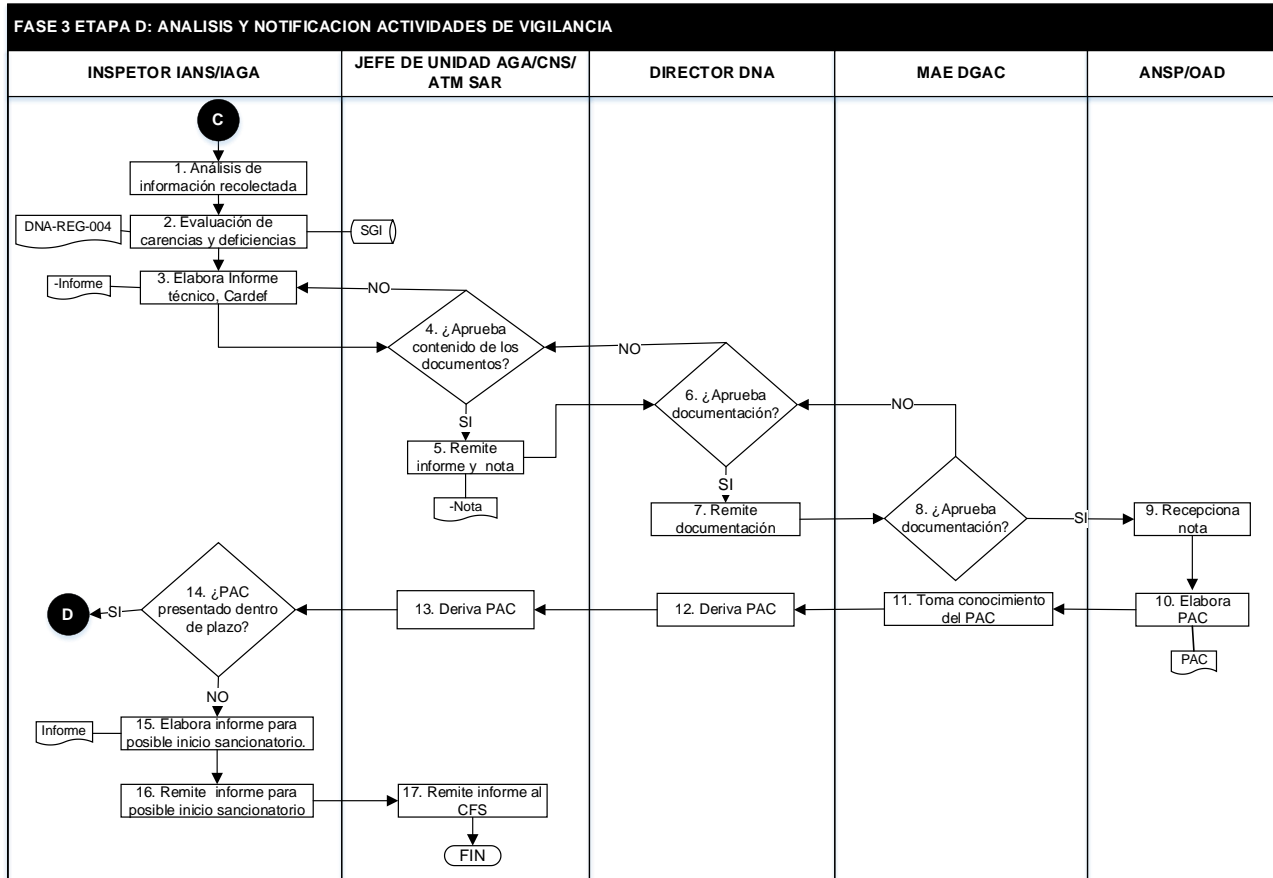 FASE 3 ETAPA D: ANALISIS Y NOTIFICACION ACTIVIDADES DE VIGILANCIA
INSPETOR IANS/IAGA
JEFE DE UNIDAD AGA/CNS/
ATM SAR
DIRECTOR DNA
MAE DGAC
ANSP/OAD
C
1. Análisis de
información recolectada
DNA-REG-004
2. Evaluación de
carencias y deficiencias
SGI
-Informe
3. Elabora Informe
técnico, Cardef
NO
4. ¿Aprueba
contenido de los
documentos?
NO
SI
5. Remite
informe y nota
-Nota
6. ¿Aprueba
documentación?
NO
SI
7. Remite
documentación
8. ¿Aprueba
documentación?
SI
9. Recepciona
nota
10. Elabora
PAC
PAC
11. Toma conocimiento
del PAC
12. Deriva PAC
13. Deriva PAC
14. ¿PAC
presentado dentro
de plazo?
SI
D
NO
Informe
15. Elabora informe para
posible inicio sancionatorio.
16. Remite informe para
posible inicio sancionatorio
17. Remite informe al
CFS
FIN